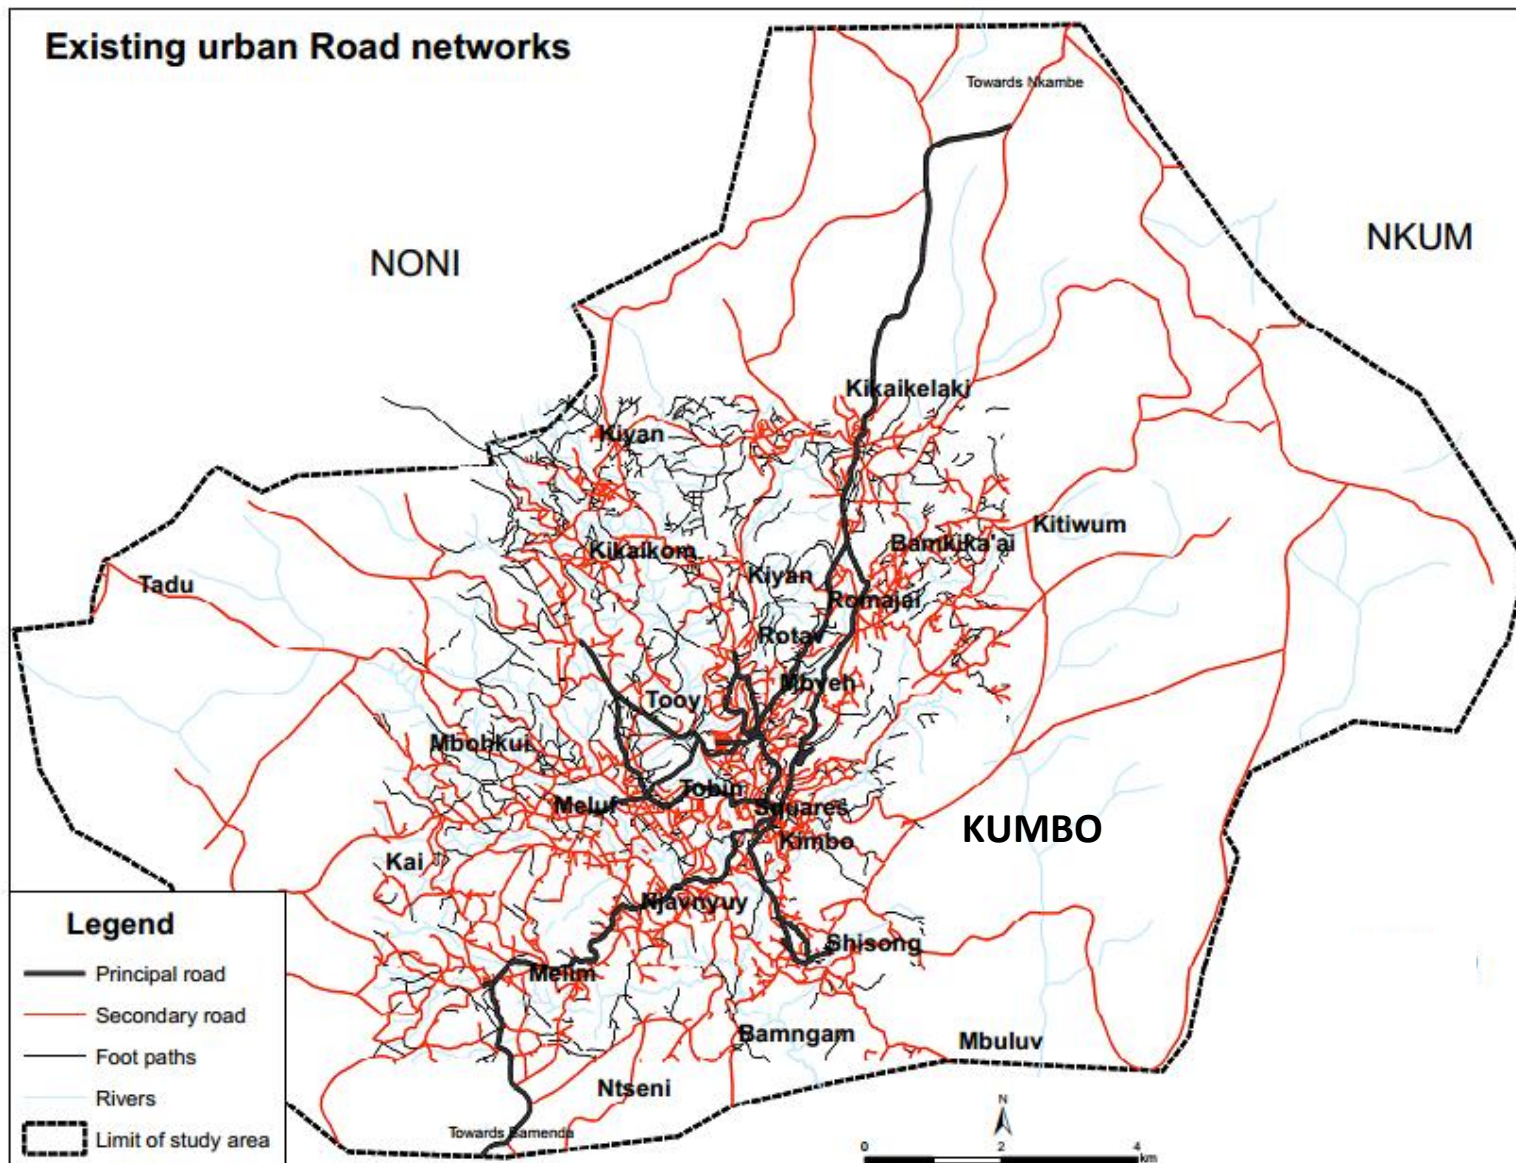 Existing urban Road networks
Towards Nkambe
NONI
NKUM
Kikaikelaki
Kiyan
Kitiwum
Bamkika'ai
Kikaikom
Kiyan
Tadu
Romajai
Rotav
Mbveh
Tooy
Mbohkui
Tobin
Meluf
Squares
KUMBO
Kimbo
Kai
Njavnyuy
Shisong
Melim
Bamngam
Mbuluv
Ntseni
Towards Bamenda
Legend
Principal road
Secondary road
Foot paths
Rivers
Limit of study area
N
0 2 4
km